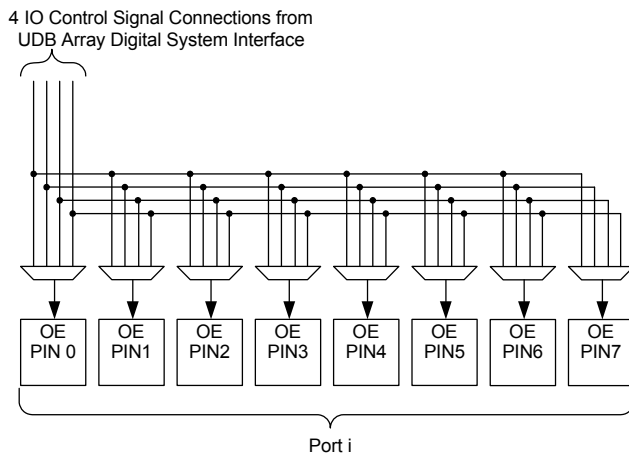 4 IO Control Signal Connections from
UDB Array Digital System Interface
OE
PIN 0
OE
PIN1
OE
PIN2
OE
PIN3
OE
PIN4
OE
PIN5
OE
PIN6
OE
PIN7
Port i